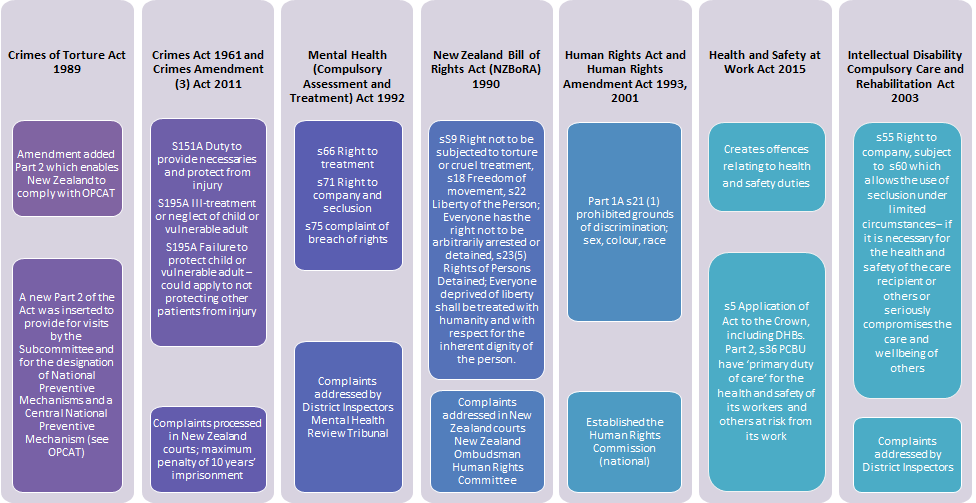 Crimes of Torture Act
1989
Amendment added
Part 2 which enables
New Zealand to
comply with OPCAT
A new Part 2 of the
Act was inserted to
provide for visits
by the
Subcommittee and
for the designation
of National
Preventive
Mechanisms and a
Central National
Preventive
Mechanism (see
OPCAT)
Crimes Act 1961 and
Crimes Amendment
(3) Act 2011
S151A Duty to
provide necessaries
and protect from
injury
S195A Ill-treatment
or neglect of child or
vulnerable adult
S195A Failure to
protect child or
vulnerable adult –
could apply to not
protecting other
patients from injury
Complaints processed
in New Zealand
courts; maximum
penalty of 10 years'
imprisonment
Mental Health
(Compulsory
Assessment and
Treatment) Act 1992
s66 Right to
treatment
s71 Right to
company and
seclusion
s75 complaint of
breach of rights
Complaints
addressed by
District Inspectors
Mental Health
Review Tribunal
New Zealand Bill of
Rights Act (NZBoRA)
1990
sS9 Right not to be
subjected to torture
or cruel treatment,
s18 Freedom of
movement, s22
Liberty of the Person;
Everyone has the
right not to be
arbitrarily arrested or
detained, s23(5)
Rights of Persons
Detained; Everyone
deprived of liberty
shall be treated with
humanity and with
respect for the
inherent dignity of
the person.
Complaints
addressed in New
Zealand courts
New Zealand
Ombudsman
Human Rights
Committee
Human Rights Act and
Human Rights
Amendment Act 1993,
2001
Part 1A s21 (1)
prohibited grounds
of discrimination;
sex, colour, race
Established the
Human Rights
Commission
(national)
Health and Safety at
Work Act 2015
Creates offences
relating to health
and safety duties
s5 Application of
Act to the Crown,
including DHBs.
Part 2, s36 PCBU
have 'primary duty
of care' for the
health and safety of
its workers and
others at risk from
its work
Intellectual Disability
Compulsory Care and
Rehabilitation Act
2003
s55 Right to
company, subject
to s60 which
allows the use of
seclusion under
limited
circumstances– if
it is necessary for
the health and
safety of the care
recipient or
others or
seriously
compromises the
care and
wellbeing of
others
Complaints
addressed by
District Inspectors